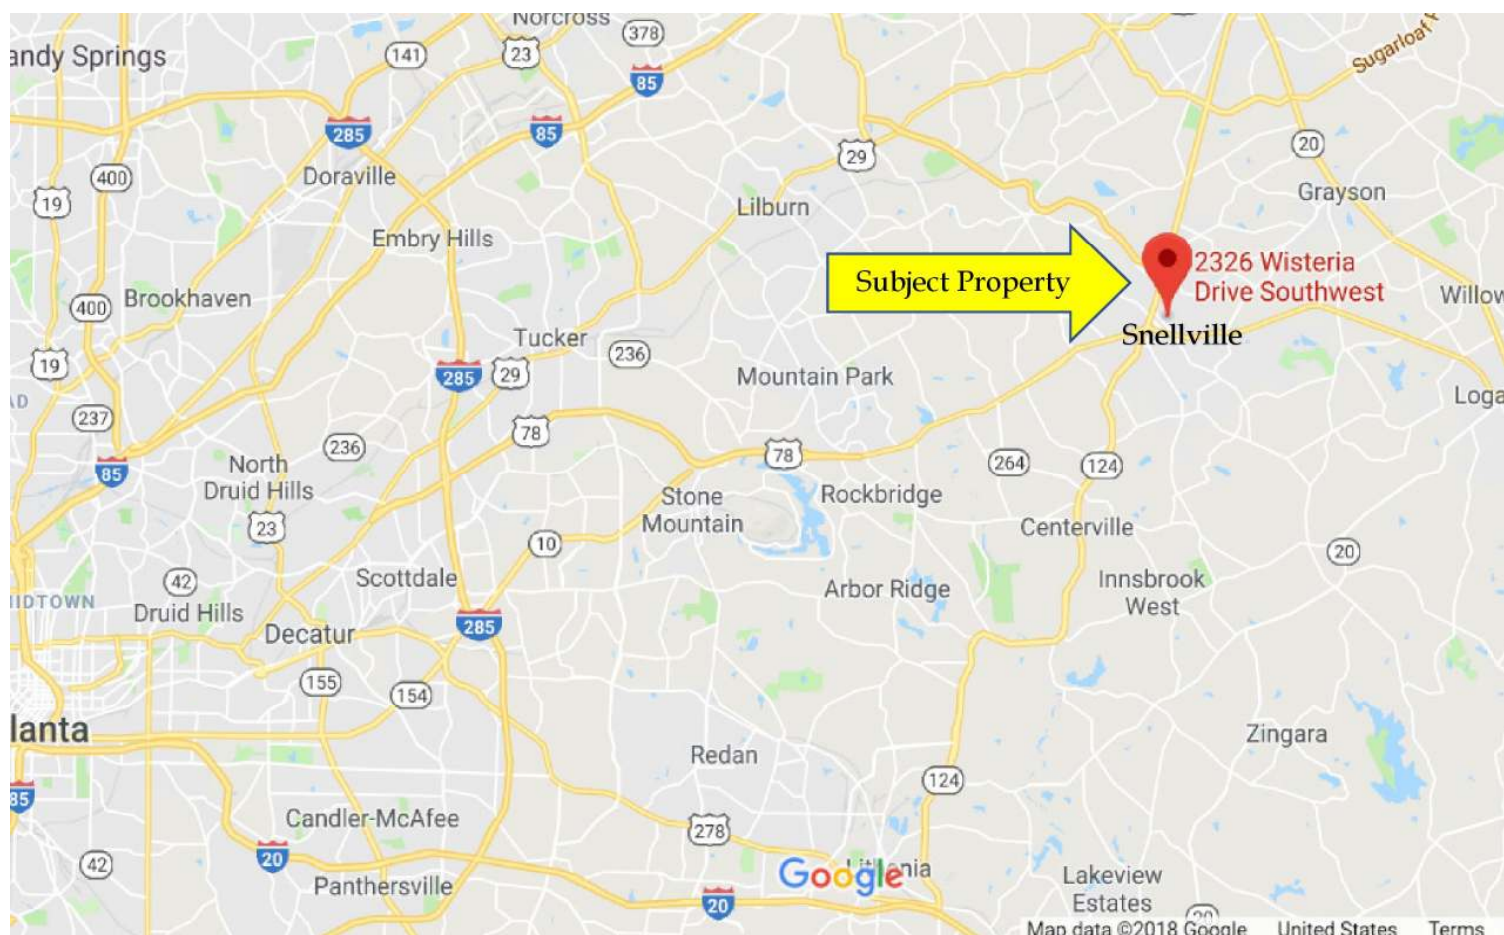 Norcross
andy Springs
141
23
378
85
Sugarloaf
285
85
29
20
400
Doraville
19
Lilburn
Grayson
Embry Hills
2326 Wisteria
Drive Southwest
Subject Property
Brookhaven
400
Willow
Tucker
Snellville
236
19
285
29
Mountain Park
Loga
237
78
236
78
264
124
85
North
Druid Hills
Stone
Mountain
Rockbridge
23
Centerville
10
20
42
Scottdale
Arbor Ridge
Innsbrook
West
MIDTOWN
Druid Hills
285
Decatur
155
154
lanta
Redan
Zingara
124
85
Candler-McAfee
278
42
20
Panthersville
Google
Lithonia
Lakeview
Estates
20
20
Map data ©2018 Google United States Terms